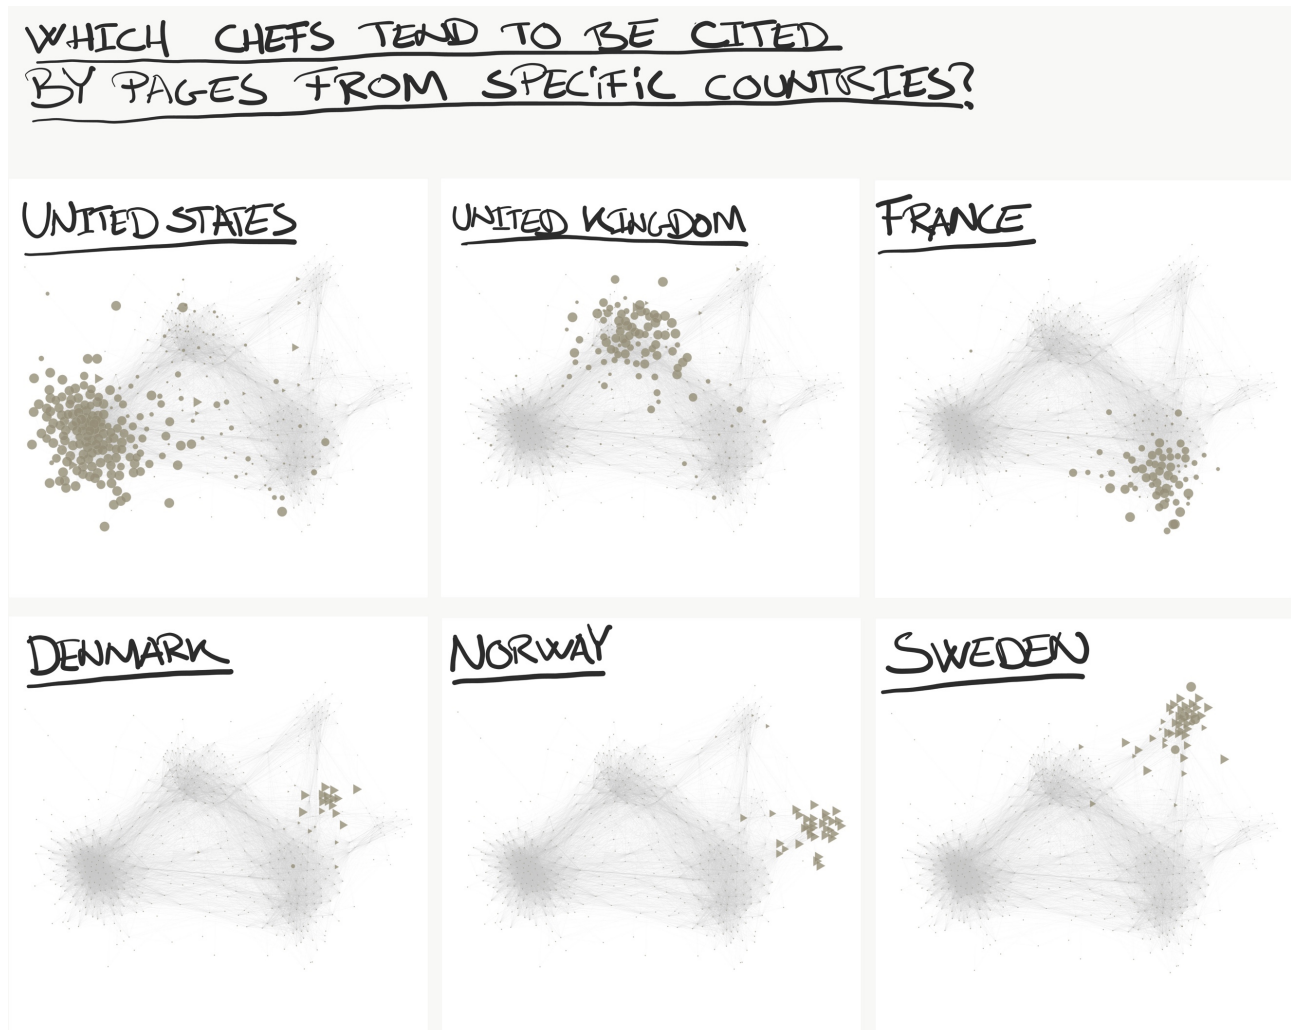 WHICH CHEFS TEND TO BE CITED
BY PAGES FROM SPECIFIC COUNTRIES?
UNITED STATES
UNITED KINGDOM
FRANCE
DENMARK
NORWAY
SWEDEN